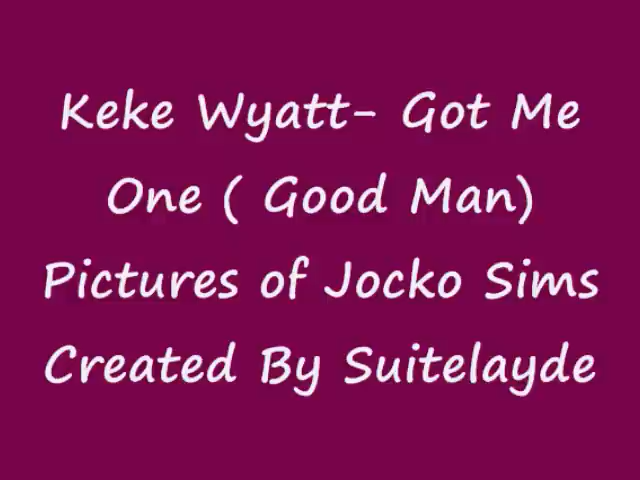 Keke Wyatt- Got Me
One ( Good Man)
Pictures of Jocko Sims
Created By Suitelayde